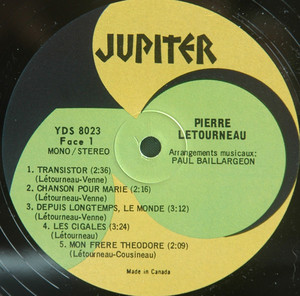 JUPITER
YDS 8023
Face 1
MONO/STEREO
PIERRE
LETOURNEAU
Arrangements musicaux:
PAUL BAILLARGEON
1. TRANSISTOR (2:36)
(Létourneau-Venne)
2. CHANSON POUR MARIE (2:16)
(Létourneau-Venne)
3. DEPUIS LONGTEMPS, LE MONDE (3:12)
(Létourneau-Venne)
4. LES CIGALES (3:24)
(Létourneau)
5. MON FRERE THEODORE (2:09)
(Létourneau-Cousineau)
Made in Canada